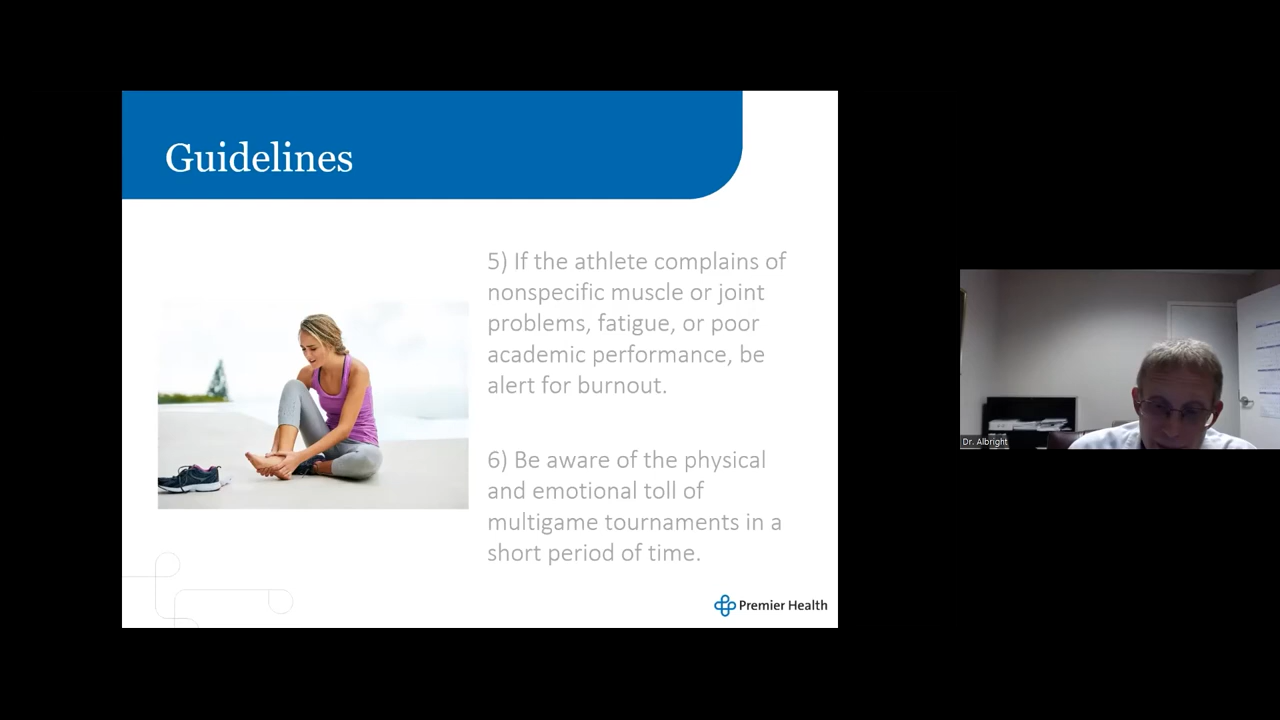 Guidelines
5) If the athlete complains of
nonspecific muscle or joint
problems, fatigue, or poor
academic performance, be
alert for burnout.
6) Be aware of the physical
and emotional toll of
multigame tournaments in a
short period of time.
Premier Health
Dr. Albright